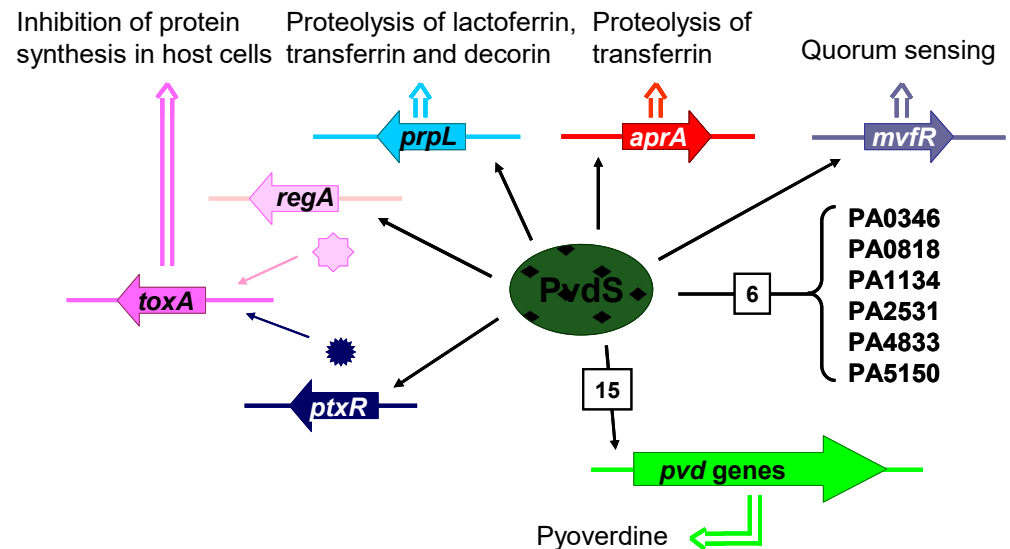 Inhibition of protein
synthesis in host cells
Proteolysis of lactoferrin,
transferrin and decorin
Proteolysis of
transferrin
Quorum sensing
prpL
aprA
mvfR
regA
toxA
ptxR
PvdS
6
PA0346
PA0818
PA1134
PA2531
PA4833
PA5150
15
pvd genes
Pyoverdine